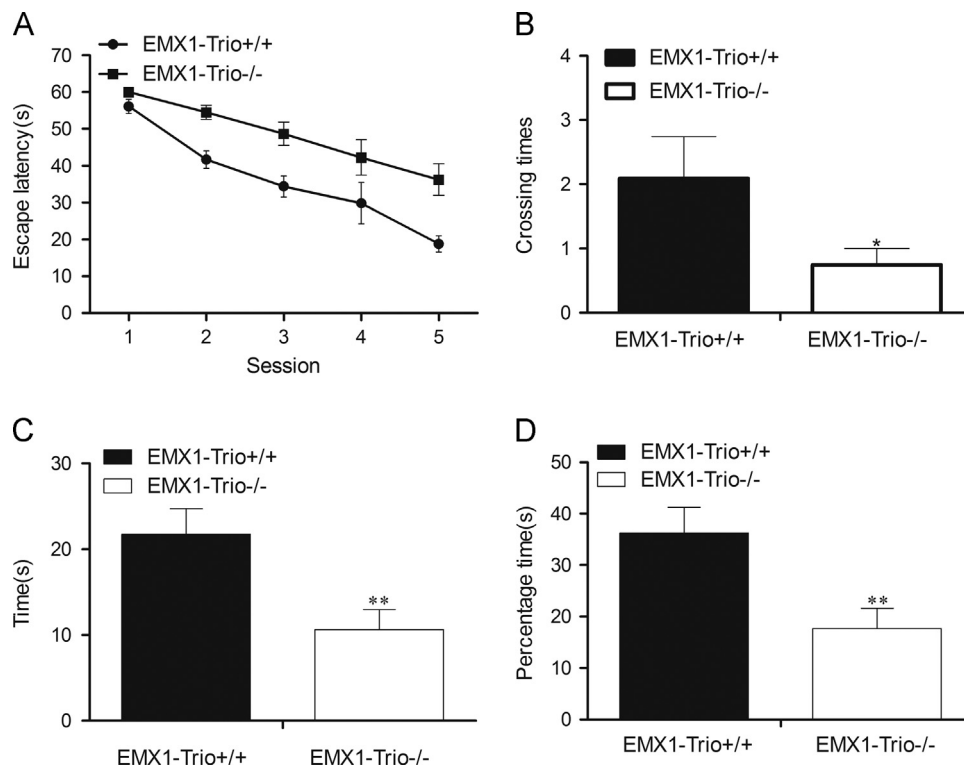 A
EMX1-Trio+/+
EMX1-Trio-/-
Escape latency(s)
70
60
50
40
30
20
10
0
1 2 3 4 5
Session
B
EMX1-Trio+/+
EMX1-Trio-/-
Crossing times
4
3
2
1
0
*
EMX1-Trio+/+ EMX1-Trio-/-
C
EMX1-Trio+/+
EMX1-Trio-/-
Time(s)
30
20
10
0
**
EMX1-Trio+/+ EMX1-Trio-/-
D
EMX1-Trio+/+
EMX1-Trio-/-
Percentage time(s)
50
40
30
20
10
0
**
EMX1-Trio+/+ EMX1-Trio-/-